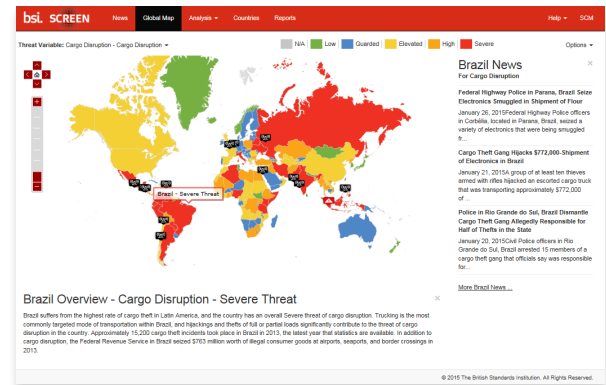 bsi. SCREEN News Global Map Analysis Countries Reports Help SCM
Threat Variable: Cargo Disruption - Cargo Disruption N/A Low Guarded Elevated High Severe Options
Brazil News ×
For Cargo Disruption
Federal Highway Police in Parana, Brazil Seize
Electronics Smuggled in Shipment of Flour
January 26, 2015Federal Highway Police officers
in Corbélia, located in Parana, Brazil, seized a
variety of electronics that were being smuggled
fr...
Cargo Theft Gang Hijacks $772,000-Shipment
of Electronics in Brazil
January 21, 2015A group of at least ten thieves
armed with rifles hijacked an escorted cargo truck
that was transporting approximately $772,000
of ...
Police in Rio Grande do Sul, Brazil Dismantle
Cargo Theft Gang Allegedly Responsible for
Half of Thefts in the State
January 20, 2015Civil Police officers in Rio
Grande do Sul, Brazil arrested 15 members of a
cargo theft gang that officials say was responsible
for...
More Brazil News ...
Brazil - Severe Threat
Brazil Overview - Cargo Disruption - Severe Threat ×
Brazil suffers from the highest rate of cargo theft in Latin America, and the country has an overall Severe threat of cargo disruption. Trucking is the most
commonly targeted mode of transportation within Brazil, and hijackings and thefts of full or partial loads significantly contribute to the threat of cargo
disruption in the country. Approximately 15,200 cargo theft incidents took place in Brazil in 2013, the latest year that statistics are available. In addition to
cargo disruption, the Federal Revenue Service in Brazil seized $763 million worth of illegal consumer goods at airports, seaports, and border crossings in
2013.
© 2015 The British Standards Institution. All Rights Reserved.